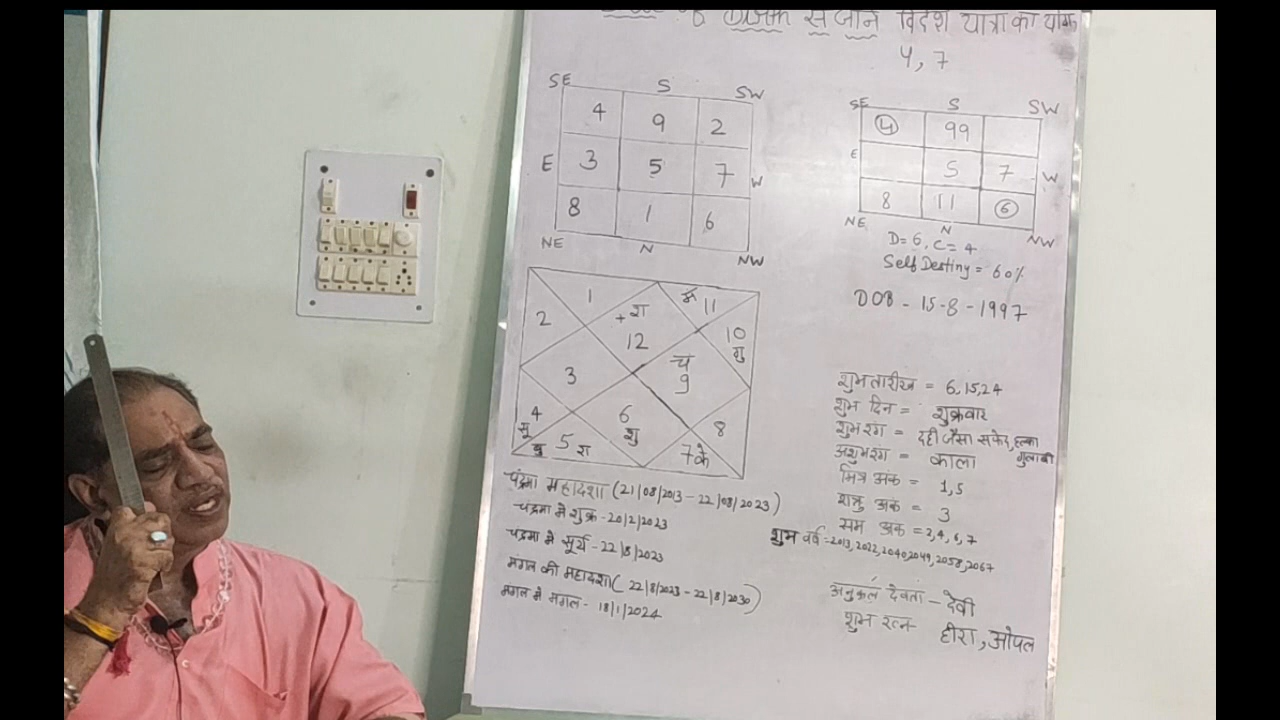 से जाने विदेश यात्रा का योग
4, 7
SE S SW
4 9 2
E 3 5 7 W
8 1 6
NE N NW
SE S SW
4 99
E 5 7 W
8 11 6
NE N NW
D=6, C=4
Self Destiny = 60%
DOB - 15-8-1997
1 11
2 + श 10
12 गु
3 च
9
4 6 8
सू शु
बु 5 रा 7 के
चंद्रमा महादशा (21/08/2013 - 22/08/2023)
चंद्रमा मे शुक्र - 20/2/2023
चंद्रमा मे सूर्य - 22/8/2023
मंगल की महादशा (22/8/2023 - 22/8/2030)
मंगल मे मंगल - 18/1/2024
शुभ तारीख = 6,15,24
शुभ दिन = शुक्रवार
शुभ रंग = दही जैसा सफेद, हल्का
गुलाबी
अशुभ रंग = काला
मित्र अंक = 1,5
शत्रु अंक = 3
सम अंक = 2,4,6,7
शुभ वर्ष - 2013, 2022, 2040, 2049, 2058, 2067
अनुकूल देवता - देवी
शुभ रत्न - हीरा, ओपल